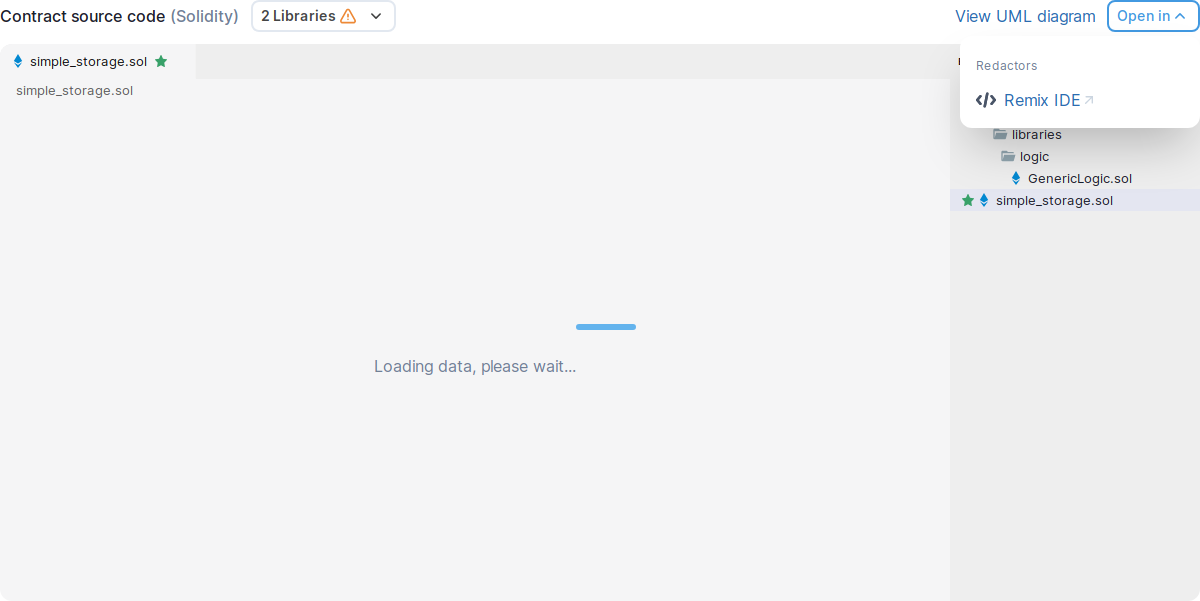 Contract source code (Solidity) 2 Libraries View UML diagram Open in
simple_storage.sol
simple_storage.sol
Redactors
Remix IDE
libraries
logic
GenericLogic.sol
simple_storage.sol
Loading data, please wait...